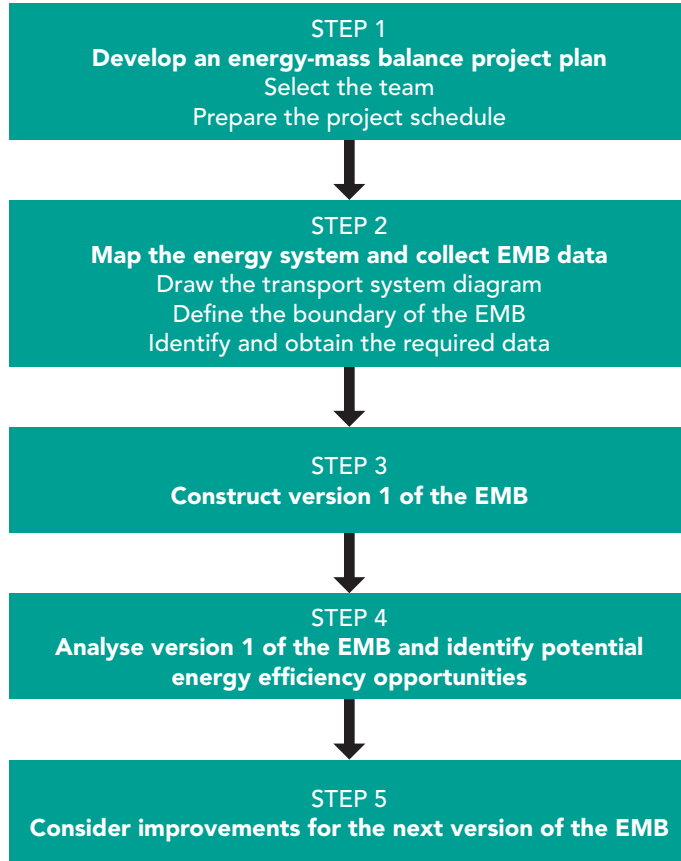 STEP 1
Develop an energy-mass balance project plan
Select the team
Prepare the project schedule
STEP 2
Map the energy system and collect EMB data
Draw the transport system diagram
Define the boundary of the EMB
Identify and obtain the required data
STEP 3
Construct version 1 of the EMB
STEP 4
Analyse version 1 of the EMB and identify potential
energy efficiency opportunities
STEP 5
Consider improvements for the next version of the EMB